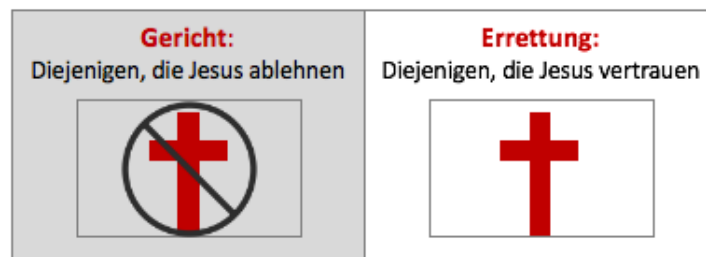 Gericht:
Diejenigen, die Jesus ablehnen
Errettung:
Diejenigen, die Jesus vertrauen